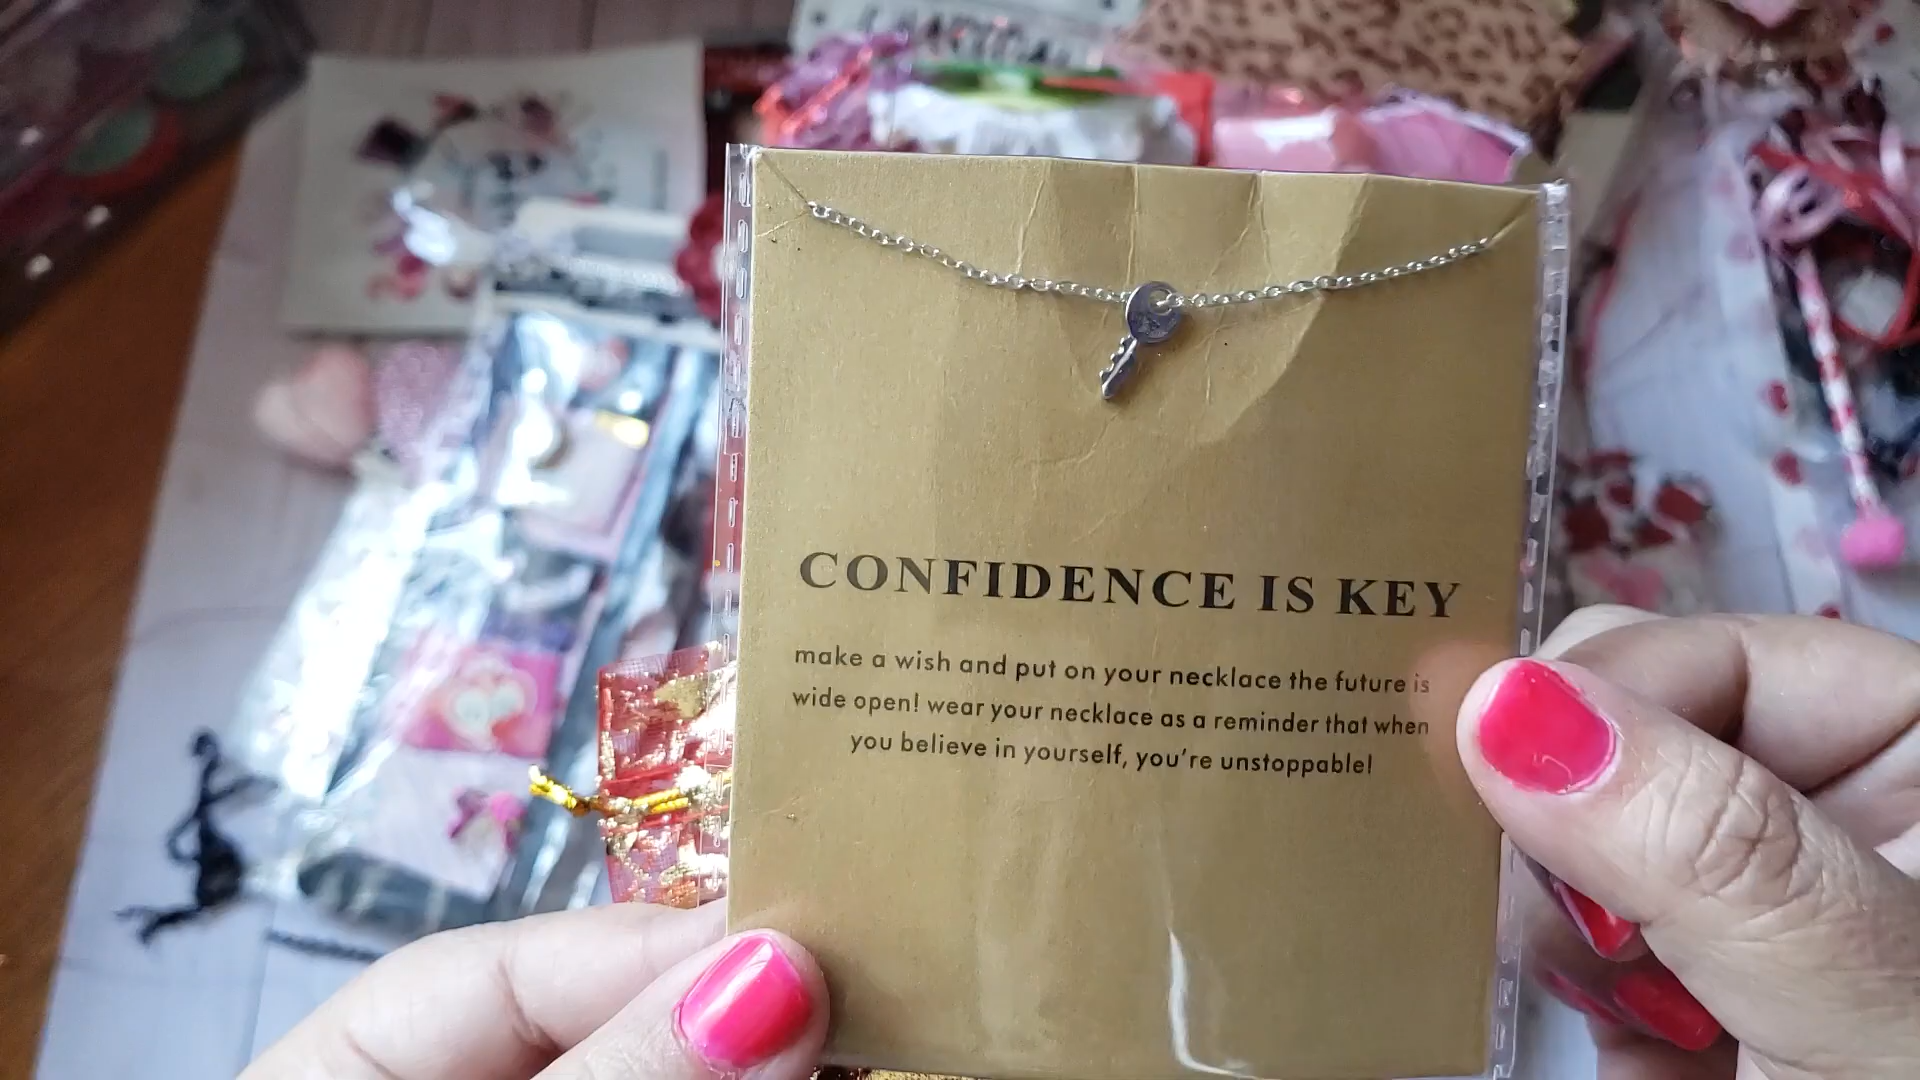 CONFIDENCE IS KEY
make a wish and put on your necklace the future is
wide open! wear your necklace as a reminder that when
you believe in yourself, you're unstoppable!